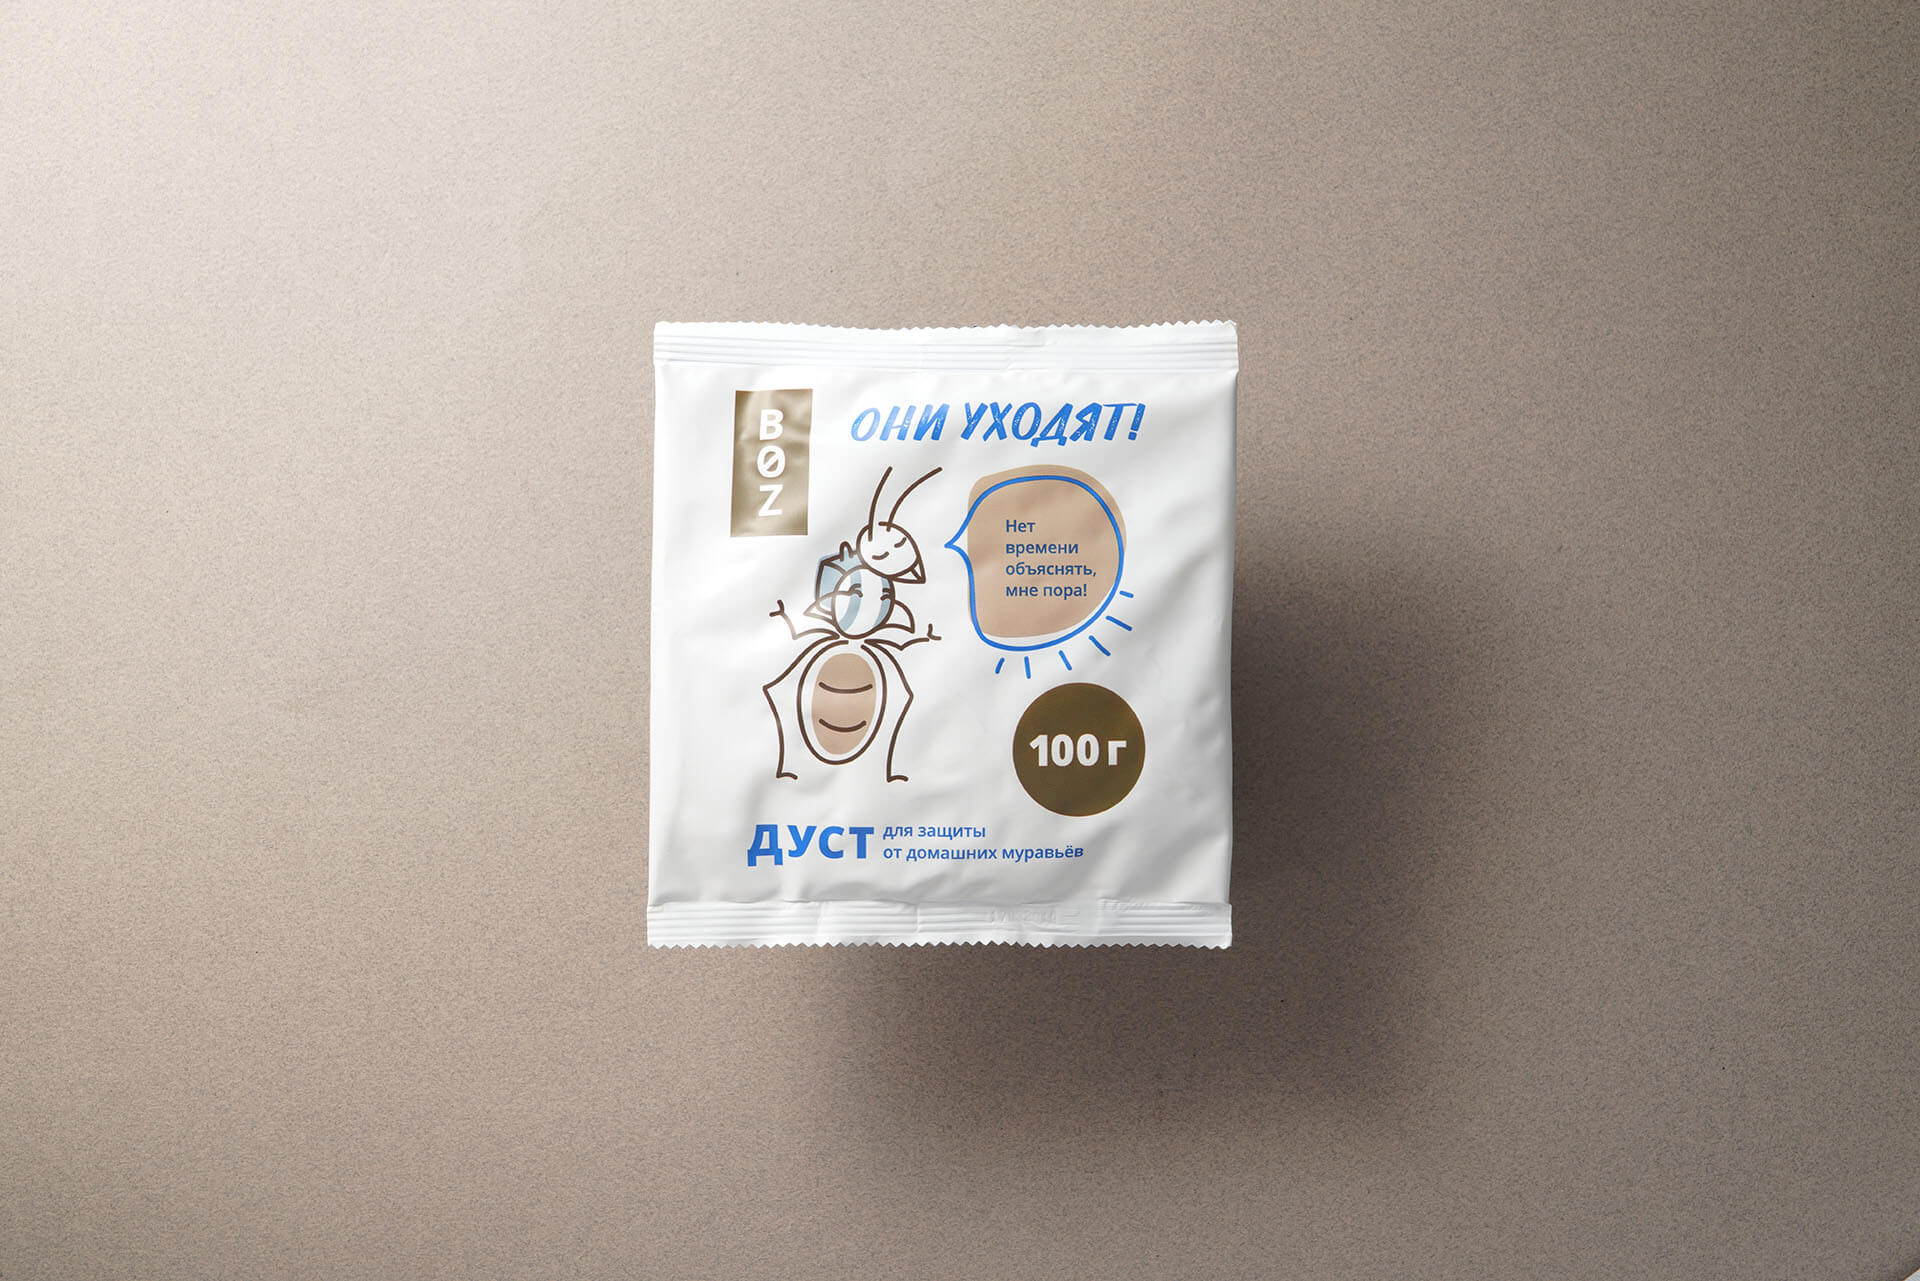 BØZ
ОНИ УХОДЯТ!
Нет
времени
объяснять,
мне пора!
100 г
ДУСТ
для защиты
от домашних муравьёв